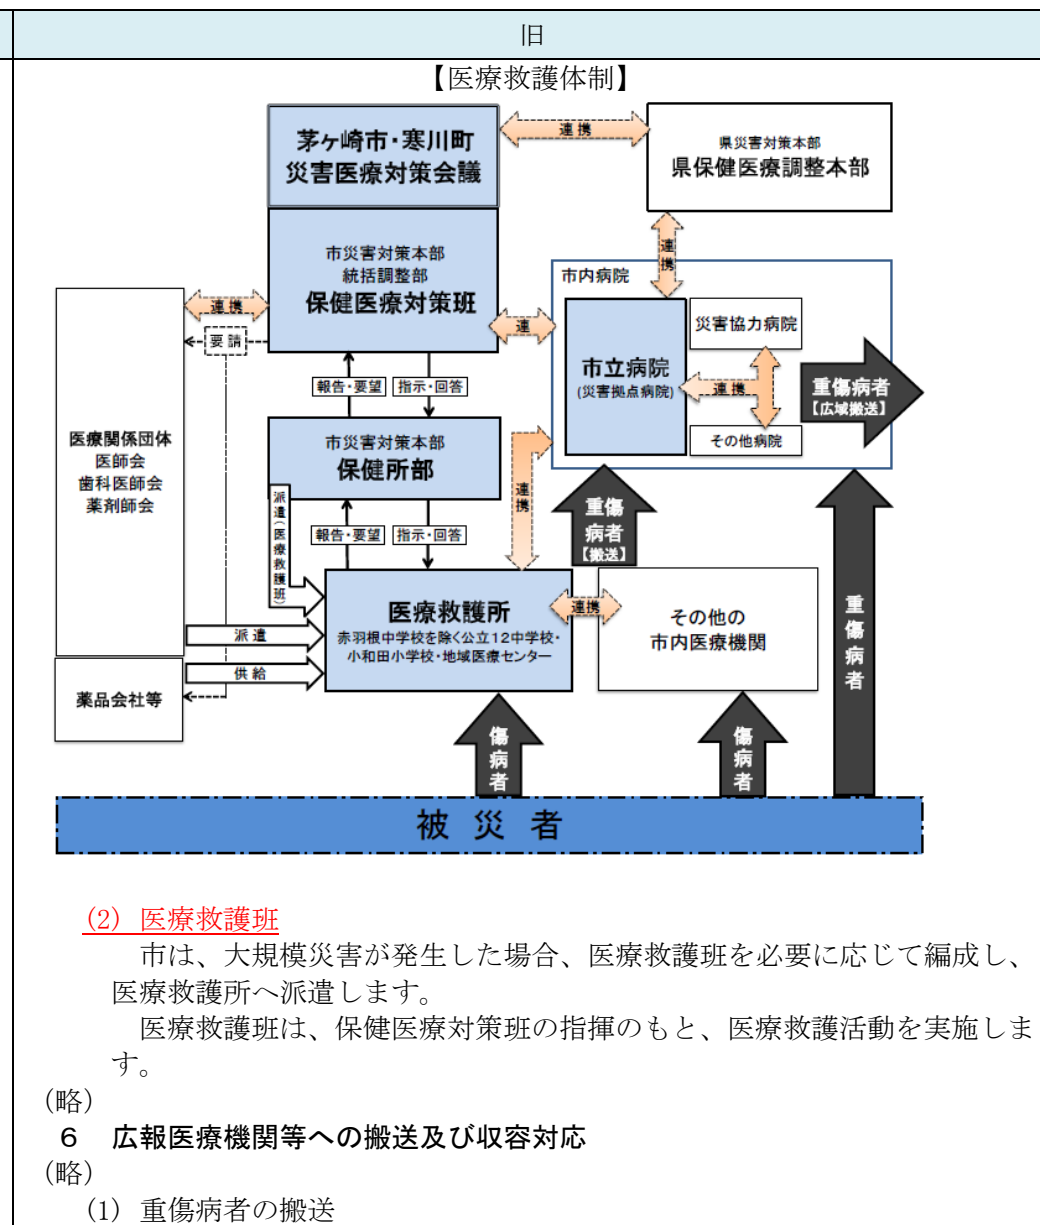 旧
【医療救護体制】
茅ヶ崎市・寒川町
災害医療対策会議
連携
県災害対策本部
県保健医療調整本部
市災害対策本部
統括調整部
保健医療対策班
連携
連携
要請
連
市内病院
市立病院
(災害拠点病院)
災害協力病院
連携
その他病院
重傷病者
【広域搬送】
報告・要望
指示・回答
医療関係団体
医師会
歯科医師会
薬剤師会
市災害対策本部
保健所部
連携
派遣(医療救護班)
報告・要望
指示・回答
重傷
病者
【搬送】
医療救護所
赤羽根中学校を除く公立12中学校・
小和田小学校・地域医療センター
連携
その他の
市内医療機関
重傷病者
派遣
供給
薬品会社等
傷病者
傷病者
被災者
(2) 医療救護班
市は、大規模災害が発生した場合、医療救護班を必要に応じて編成し、
医療救護所へ派遣します。
医療救護班は、保健医療対策班の指揮のもと、医療救護活動を実施しま
す。
(略)
６　広報医療機関等への搬送及び収容対応
(略)
(1) 重傷病者の搬送